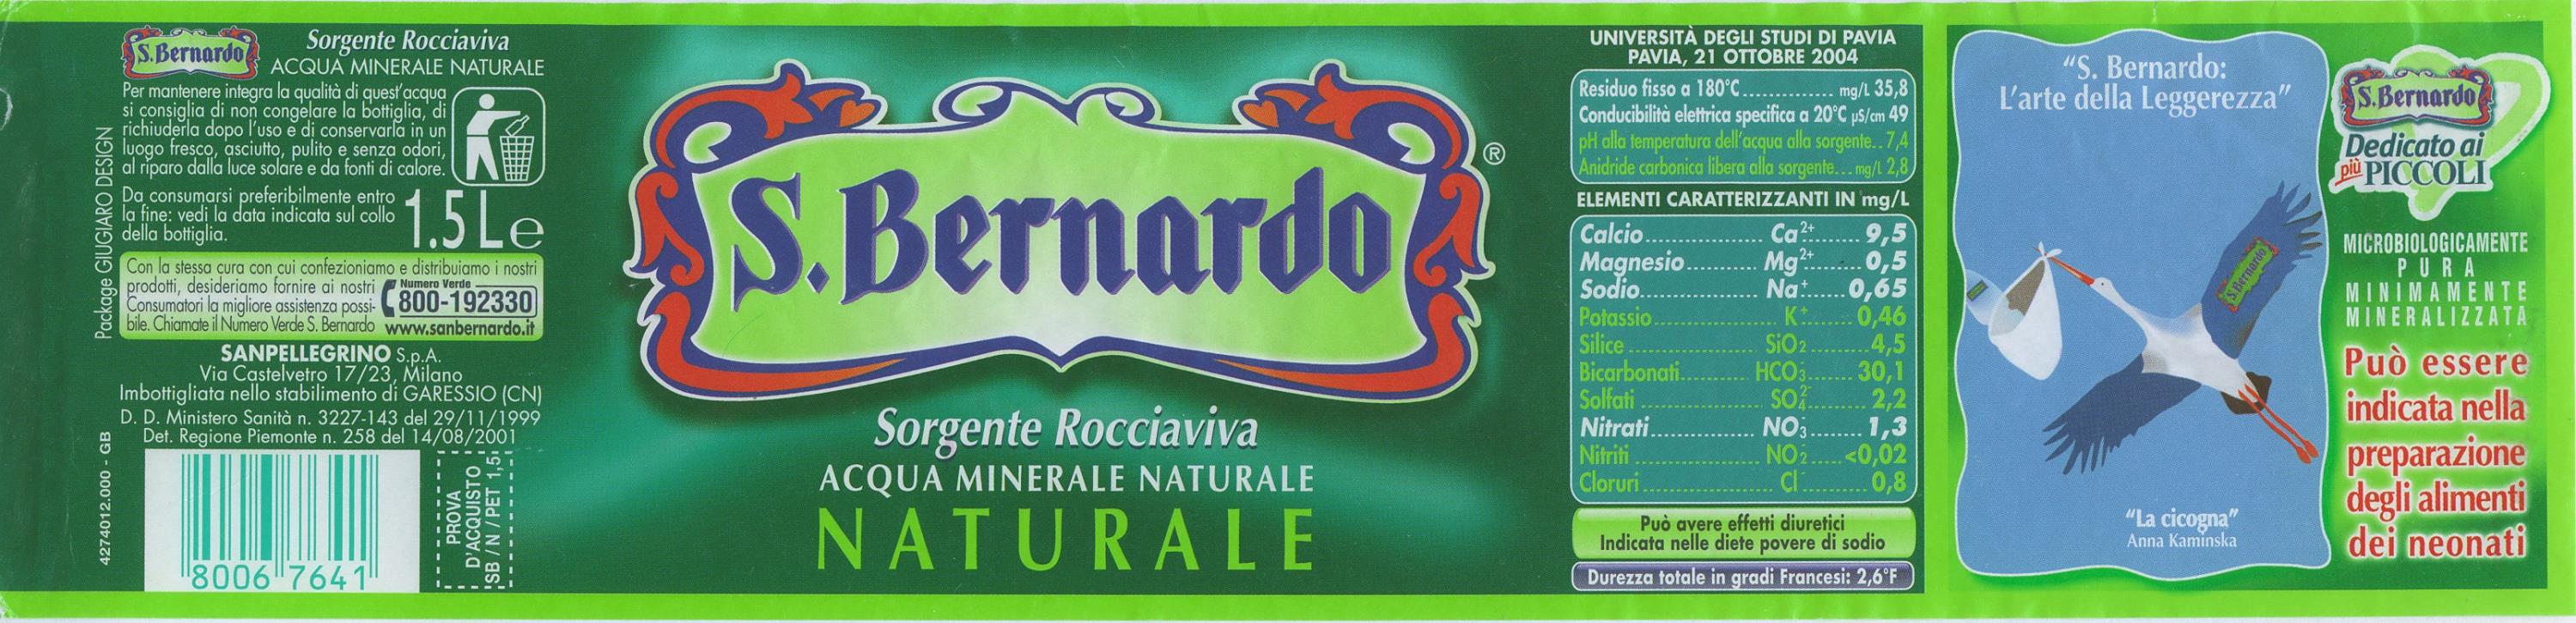 S.Bernardo
Sorgente Rocciaviva
ACQUA MINERALE NATURALE
Per mantenere integra la qualità di quest'acqua
si consiglia di non congelare la bottiglia, di
richiuderla dopo l'uso e di conservarla in un
luogo fresco, asciutto, pulito e senza odori,
al riparo dalla luce solare e da fonti di calore.
Da consumarsi preferibilmente entro
la fine: vedi la data indicata sul collo
della bottiglia.
1.5 L e
Package GIUGIARO DESIGN
Con la stessa cura con cui confezioniamo e distribuiamo i nostri
prodotti, desideriamo fornire ai nostri
Consumatori la migliore assistenza possi-
bile. Chiamate il Numero Verde S. Bernardo
Numero Verde
800-192330
www.sanbernardo.it
SANPELLEGRINO S.p.A.
Via Castelvetro 17/23, Milano
Imbottigliata nello stabilimento di GARESSIO (CN)
D. D. Ministero Sanità n. 3227-143 del 29/11/1999
Det. Regione Piemonte n. 258 del 14/08/2001
4274012.000 - GB
8006 7641
PROVA
D'ACQUISTO
SB / N / PET 1,5
S.Bernardo
®
Sorgente Rocciaviva
ACQUA MINERALE NATURALE
NATURALE
UNIVERSITÀ DEGLI STUDI DI PAVIA
PAVIA, 21 OTTOBRE 2004
Residuo fisso a 180°C.............. mg/L 35,8
Conducibilità elettrica specifica a 20°C µS/cm 49
pH alla temperatura dell'acqua alla sorgente.. 7,4
Anidride carbonica libera alla sorgente... mg/L 2,8
ELEMENTI CARATTERIZZANTI IN mg/L
Calcio.................. Ca2+....... 9,5
Magnesio........... Mg2+....... 0,5
Sodio................... Na+...... 0,65
Potassio................ K+....... 0,46
Silice.................... SiO2......... 4,5
Bicarbonati........... HCO3-....... 30,1
Solfati.................. SO42-......... 2,2
Nitrati................. NO3-....... 1,3
Nitriti................... NO2-..... <0,02
Cloruri.................. Cl-.......... 0,8
Può avere effetti diuretici
Indicata nelle diete povere di sodio
Durezza totale in gradi Francesi: 2,6°F
"S. Bernardo:
L'arte della Leggerezza"
S.Bernardo
"La cicogna"
Anna Kaminska
S.Bernardo
Dedicato ai
più PICCOLI
MICROBIOLOGICAMENTE
PURA
MINIMAMENTE
MINERALIZZATA
Può essere
indicata nella
preparazione
degli alimenti
dei neonati